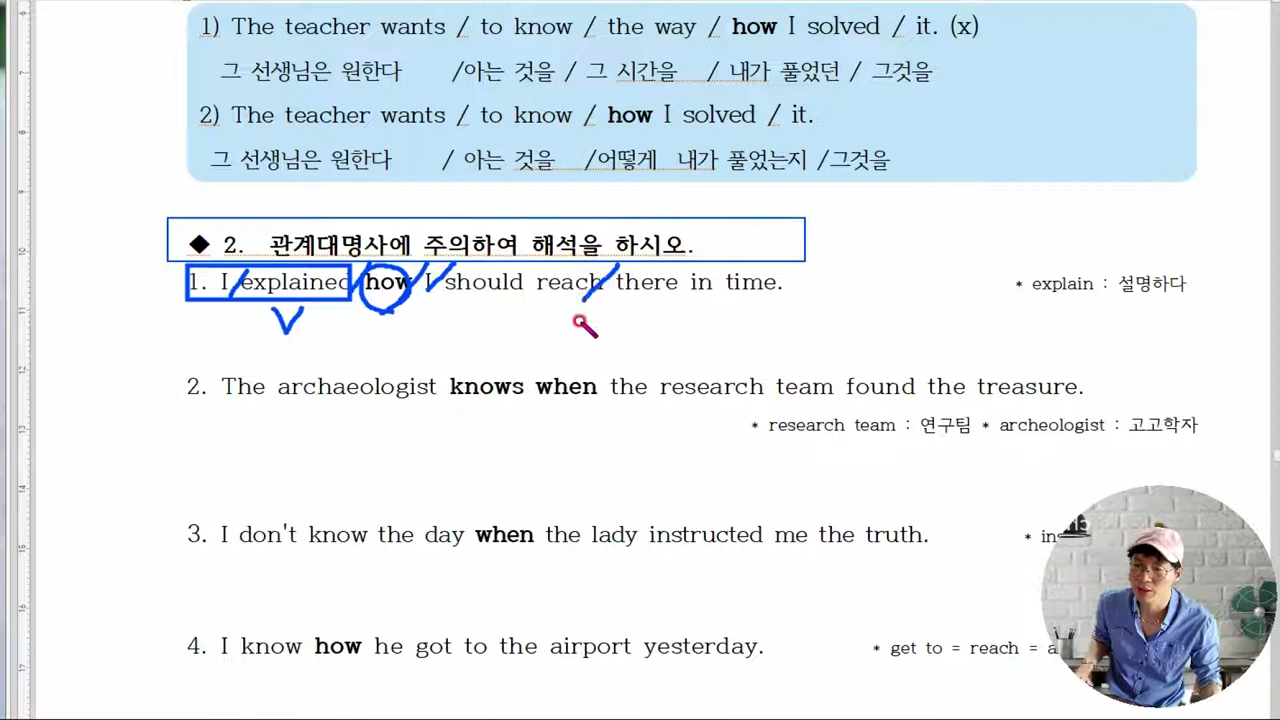 1) The teacher wants / to know / the way / how I solved / it. (x)
그 선생님은 원한다 /아는 것을 / 그 시간을 / 내가 풀었던 / 그것을
2) The teacher wants / to know / how I solved / it.
그 선생님은 원한다 / 아는 것을 /어떻게 내가 풀었는지 /그것을
◆ 2. 관계대명사에 주의하여 해석을 하시오.
1. I explained how I should reach there in time. * explain : 설명하다
V
2. The archaeologist knows when the research team found the treasure.
* research team : 연구팀 * archeologist : 고고학자
3. I don't know the day when the lady instructed me the truth. * in
4. I know how he got to the airport yesterday. * get to = reach = a